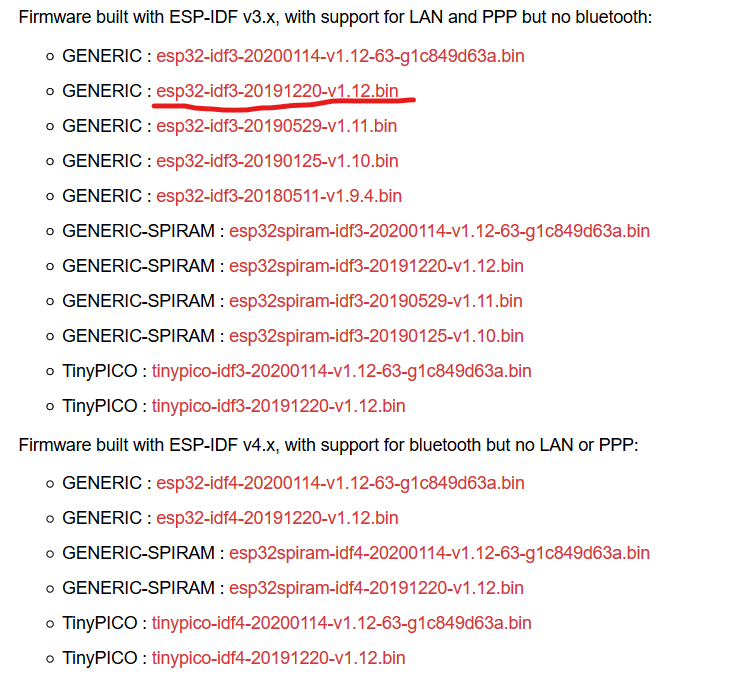 Firmware built with ESP-IDF v3.x, with support for LAN and PPP but no bluetooth:
GENERIC : esp32-idf3-20200114-v1.12-63-g1c849d63a.bin
GENERIC : esp32-idf3-20191220-v1.12.bin
GENERIC : esp32-idf3-20190529-v1.11.bin
GENERIC : esp32-idf3-20190125-v1.10.bin
GENERIC : esp32-idf3-20180511-v1.9.4.bin
GENERIC-SPIRAM : esp32spiram-idf3-20200114-v1.12-63-g1c849d63a.bin
GENERIC-SPIRAM : esp32spiram-idf3-20191220-v1.12.bin
GENERIC-SPIRAM : esp32spiram-idf3-20190529-v1.11.bin
GENERIC-SPIRAM : esp32spiram-idf3-20190125-v1.10.bin
TinyPICO : tinypico-idf3-20200114-v1.12-63-g1c849d63a.bin
TinyPICO : tinypico-idf3-20191220-v1.12.bin
Firmware built with ESP-IDF v4.x, with support for bluetooth but no LAN or PPP:
GENERIC : esp32-idf4-20200114-v1.12-63-g1c849d63a.bin
GENERIC : esp32-idf4-20191220-v1.12.bin
GENERIC-SPIRAM : esp32spiram-idf4-20200114-v1.12-63-g1c849d63a.bin
GENERIC-SPIRAM : esp32spiram-idf4-20191220-v1.12.bin
TinyPICO : tinypico-idf4-20200114-v1.12-63-g1c849d63a.bin
TinyPICO : tinypico-idf4-20191220-v1.12.bin